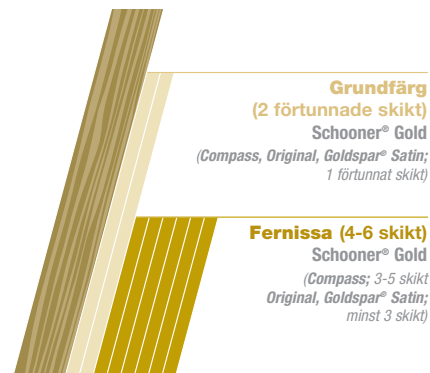 Grundfärg
(2 förtunnade skikt)
Schooner® Gold
(Compass, Original, Goldspar® Satin;
1 förtunnat skikt)
Fernissa (4-6 skikt)
Schooner® Gold
(Compass; 3-5 skikt
Original, Goldspar® Satin;
minst 3 skikt)